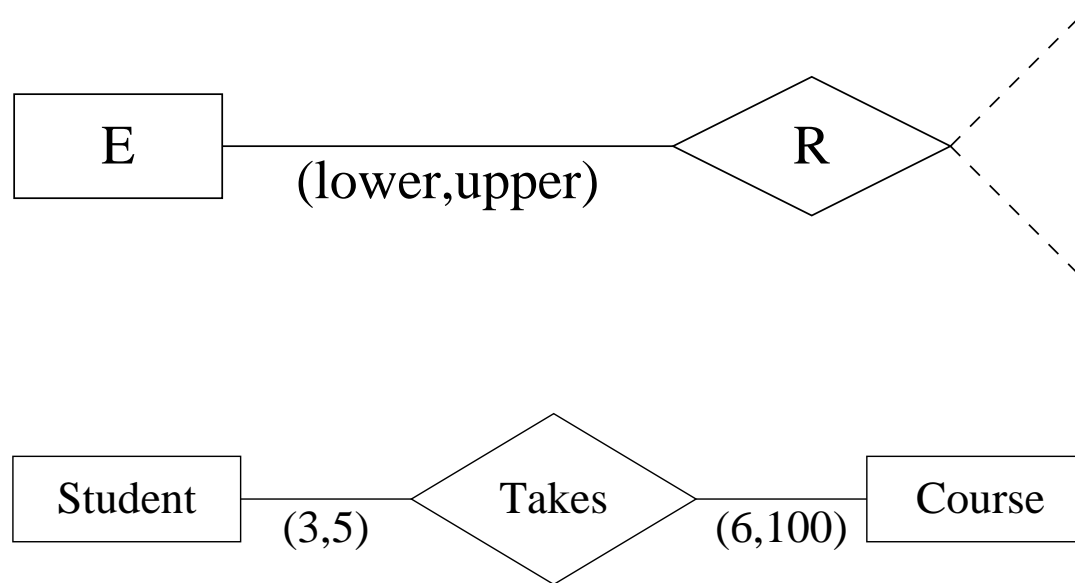 E
R
(lower,upper)
Student
Takes
Course
(3,5)
(6,100)